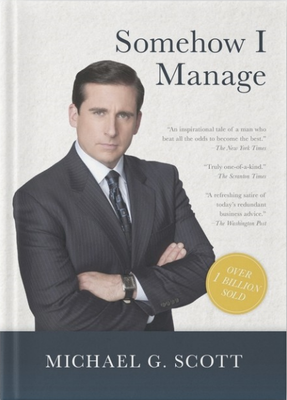 Somehow I
Manage
"An inspirational tale of a man who
beat all the odds to become the best."
- The New York Times
"Truly one-of-a-kind."
- The Scranton Times
"A refreshing satire of
today's redundant
business advice."
- The Washington Post
OVER
1 BILLION
SOLD
MICHAEL G. SCOTT